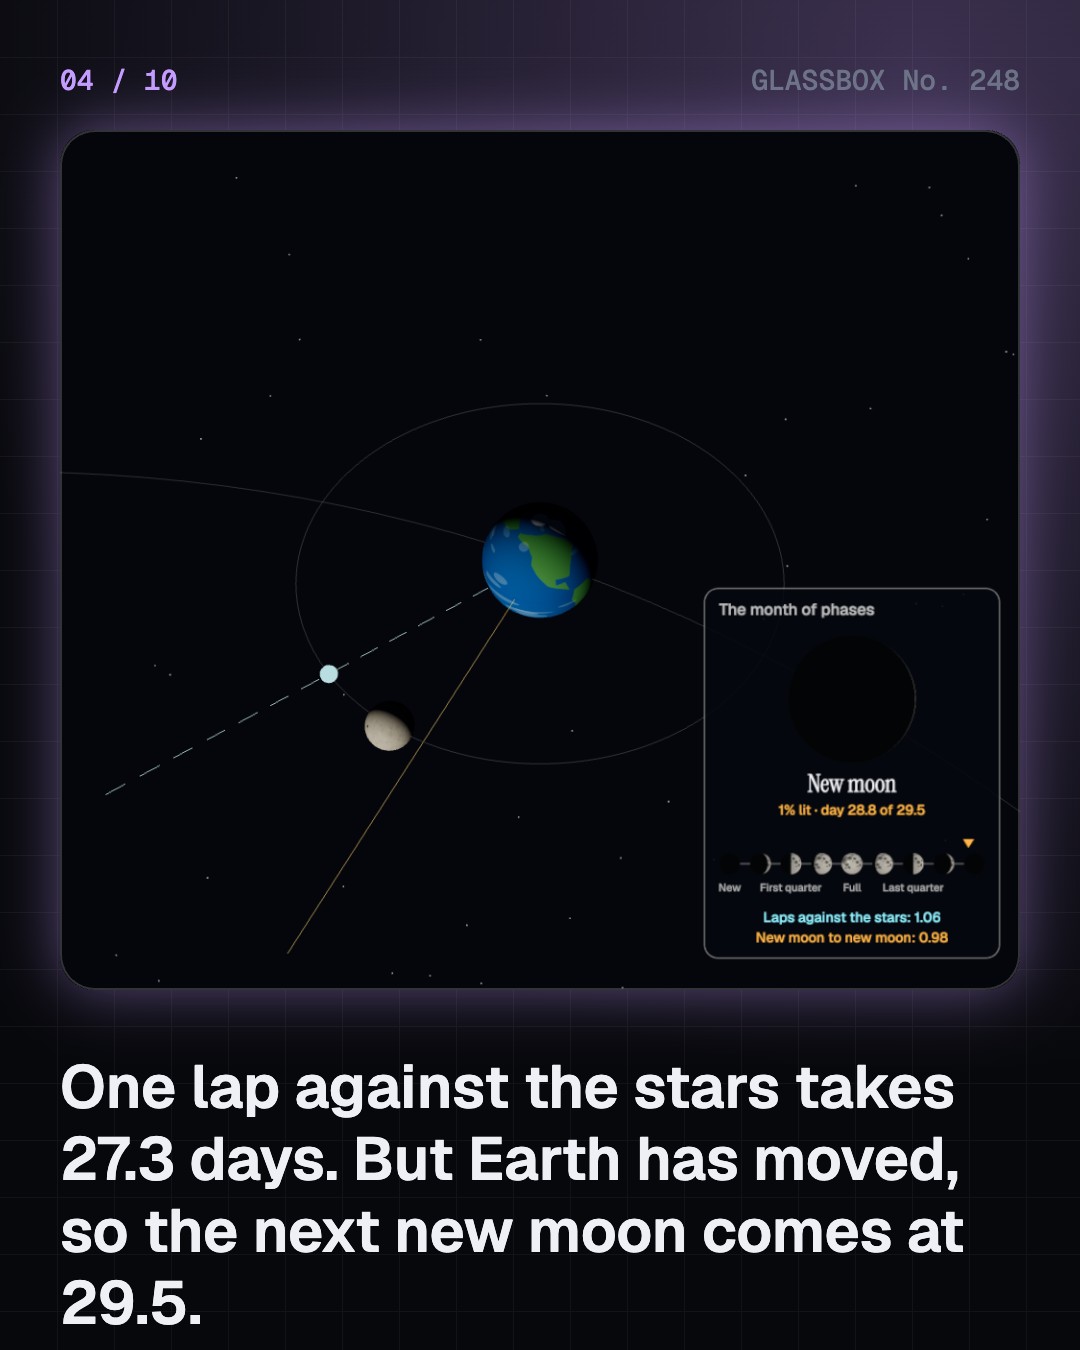 04 / 10
GLASSBOX No. 248
The month of phases
New moon
1% lit · day 28.8 of 29.5
New First quarter Full Last quarter
Laps against the stars: 1.06
New moon to new moon: 0.98
One lap against the stars takes
27.3 days. But Earth has moved,
so the next new moon comes at
29.5.